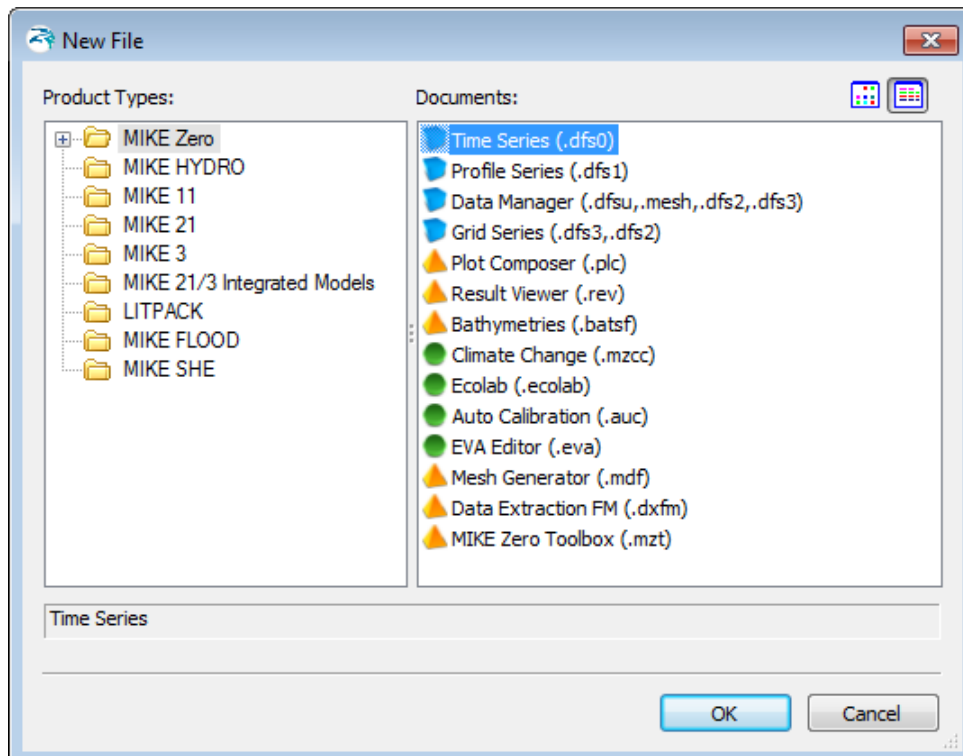 New File
Product Types:
Documents:
MIKE Zero
MIKE HYDRO
MIKE 11
MIKE 21
MIKE 3
MIKE 21/3 Integrated Models
LITPACK
MIKE FLOOD
MIKE SHE
Time Series (.dfs0)
Profile Series (.dfs1)
Data Manager (.dfsu,.mesh,.dfs2,.dfs3)
Grid Series (.dfs3,.dfs2)
Plot Composer (.plc)
Result Viewer (.rev)
Bathymetries (.batsf)
Climate Change (.mzcc)
Ecolab (.ecolab)
Auto Calibration (.auc)
EVA Editor (.eva)
Mesh Generator (.mdf)
Data Extraction FM (.dxfm)
MIKE Zero Toolbox (.mzt)
Time Series
OK
Cancel